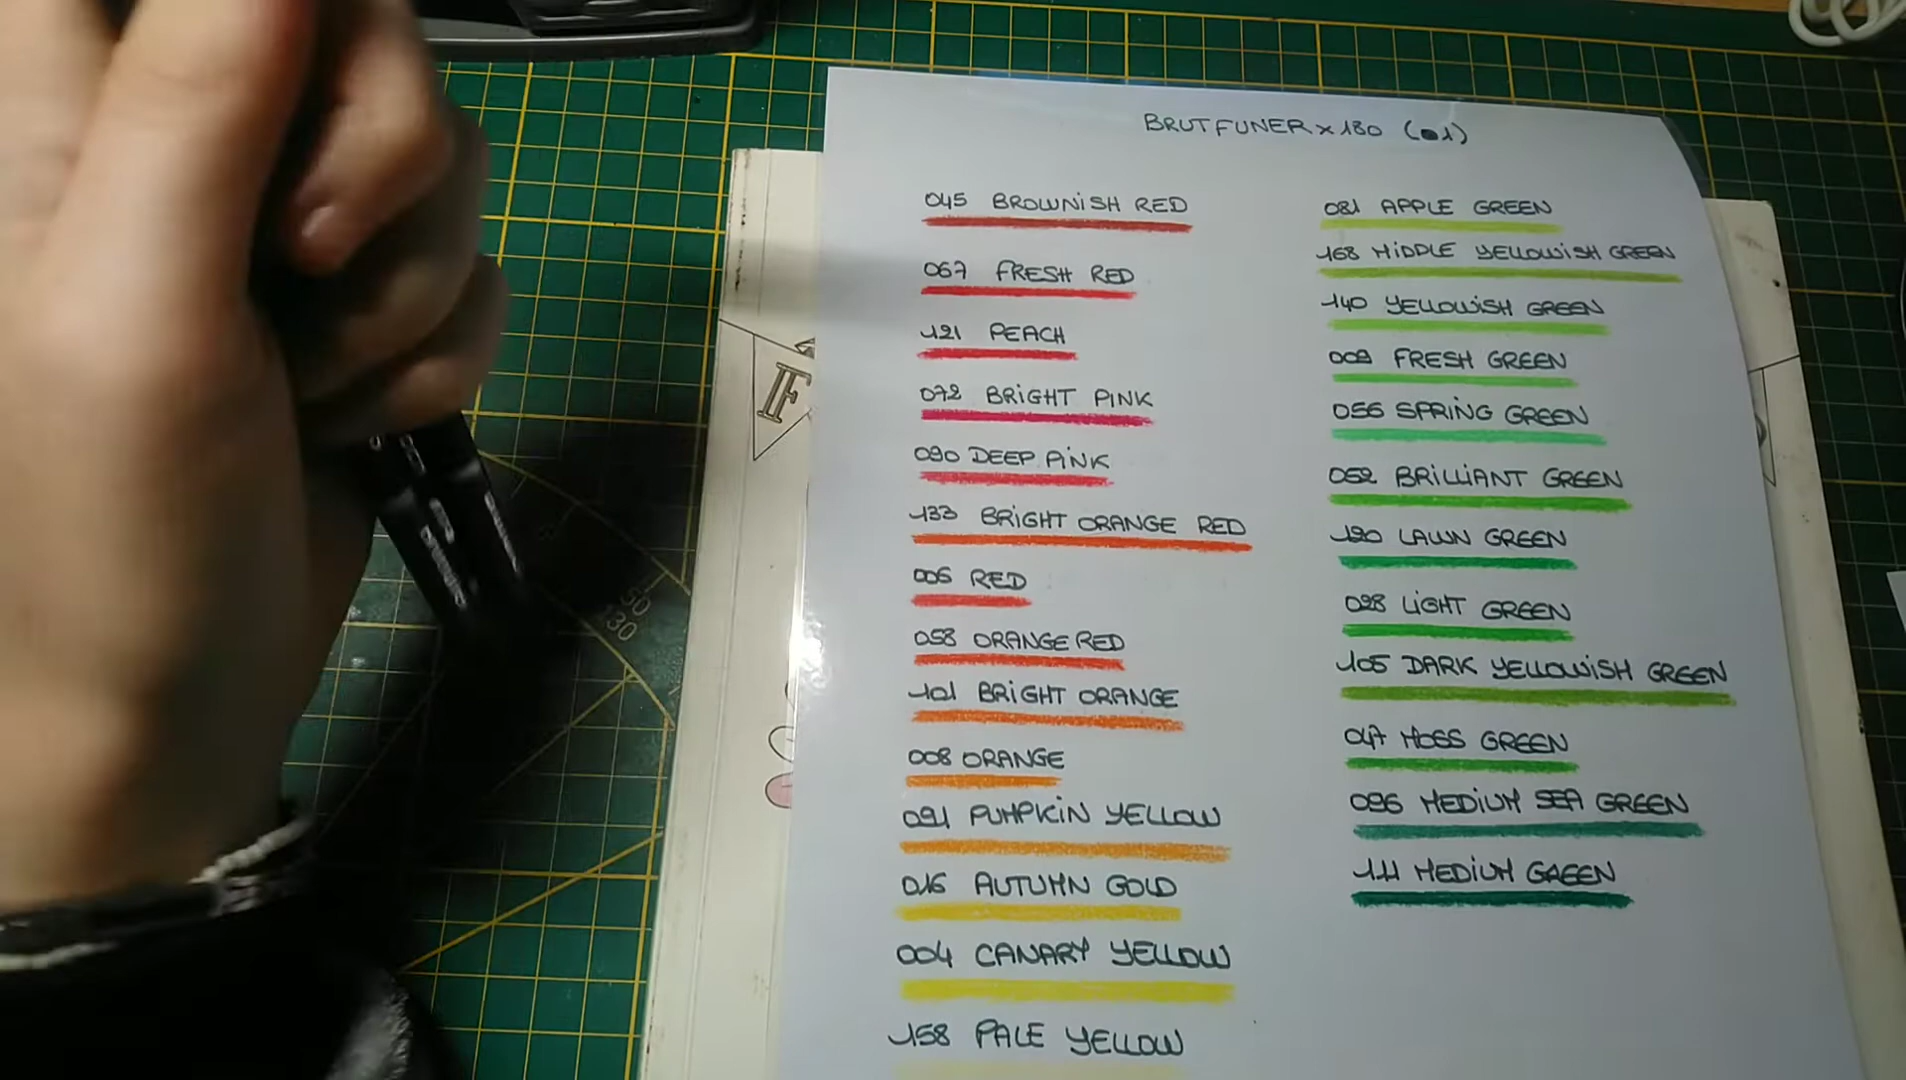 BRUTFUNER x 180 (01)
045 BROWNISH RED
067 FRESH RED
121 PEACH
072 BRIGHT PINK
090 DEEP PINK
133 BRIGHT ORANGE RED
006 RED
058 ORANGE RED
101 BRIGHT ORANGE
008 ORANGE
091 PUMPKIN YELLOW
016 AUTUMN GOLD
004 CANARY YELLOW
158 PALE YELLOW
081 APPLE GREEN
168 MIDDLE YELLOWISH GREEN
140 YELLOWISH GREEN
009 FRESH GREEN
056 SPRING GREEN
052 BRILLIANT GREEN
120 LAWN GREEN
028 LIGHT GREEN
105 DARK YELLOWISH GREEN
047 MOSS GREEN
096 MEDIUM SEA GREEN
111 MEDIUM GREEN
F
50
130